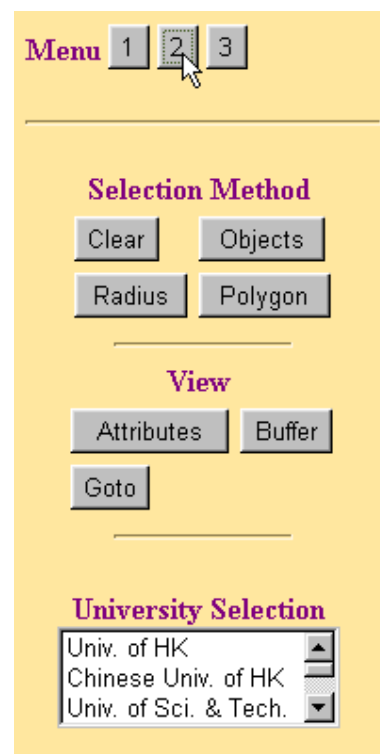 Menu 1 2 3
Selection Method
Clear Objects
Radius Polygon
View
Attributes Buffer
Goto
University Selection
Univ. of HK
Chinese Univ. of HK
Univ. of Sci. & Tech.